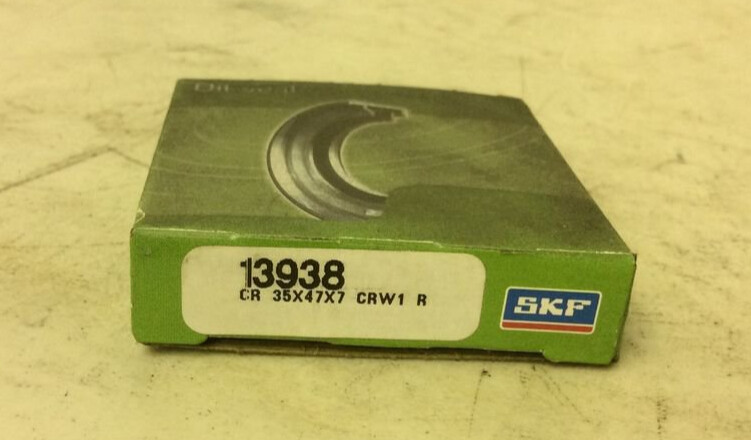 Oil seal
13938
CR 35X47X7 CRW1 R
SKF